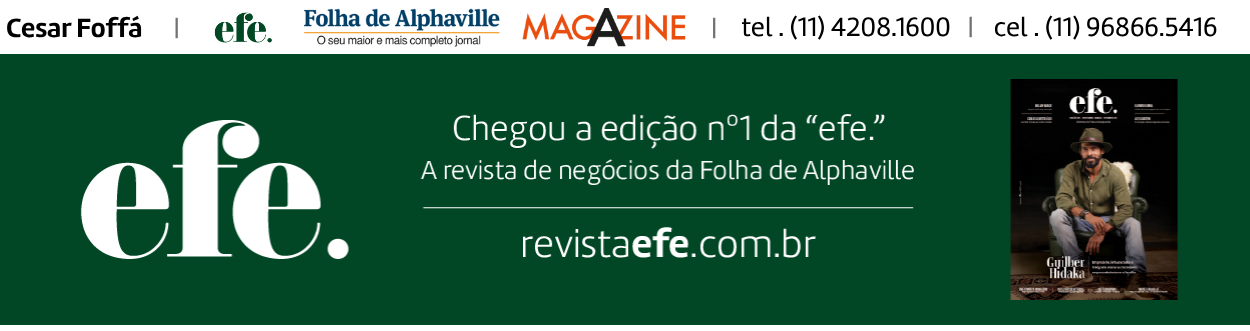 Cesar Foffá | efe. Folha de Alphaville MAGAZINE | tel . (11) 4208.1600 | cel . (11) 96866.5416
O seu maior e mais completo jornal
efe.
Chegou a edição nº1 da “efe.”
A revista de negócios da Folha de Alphaville
revistaefe.com.br
efe.
Guilher
Hidaka